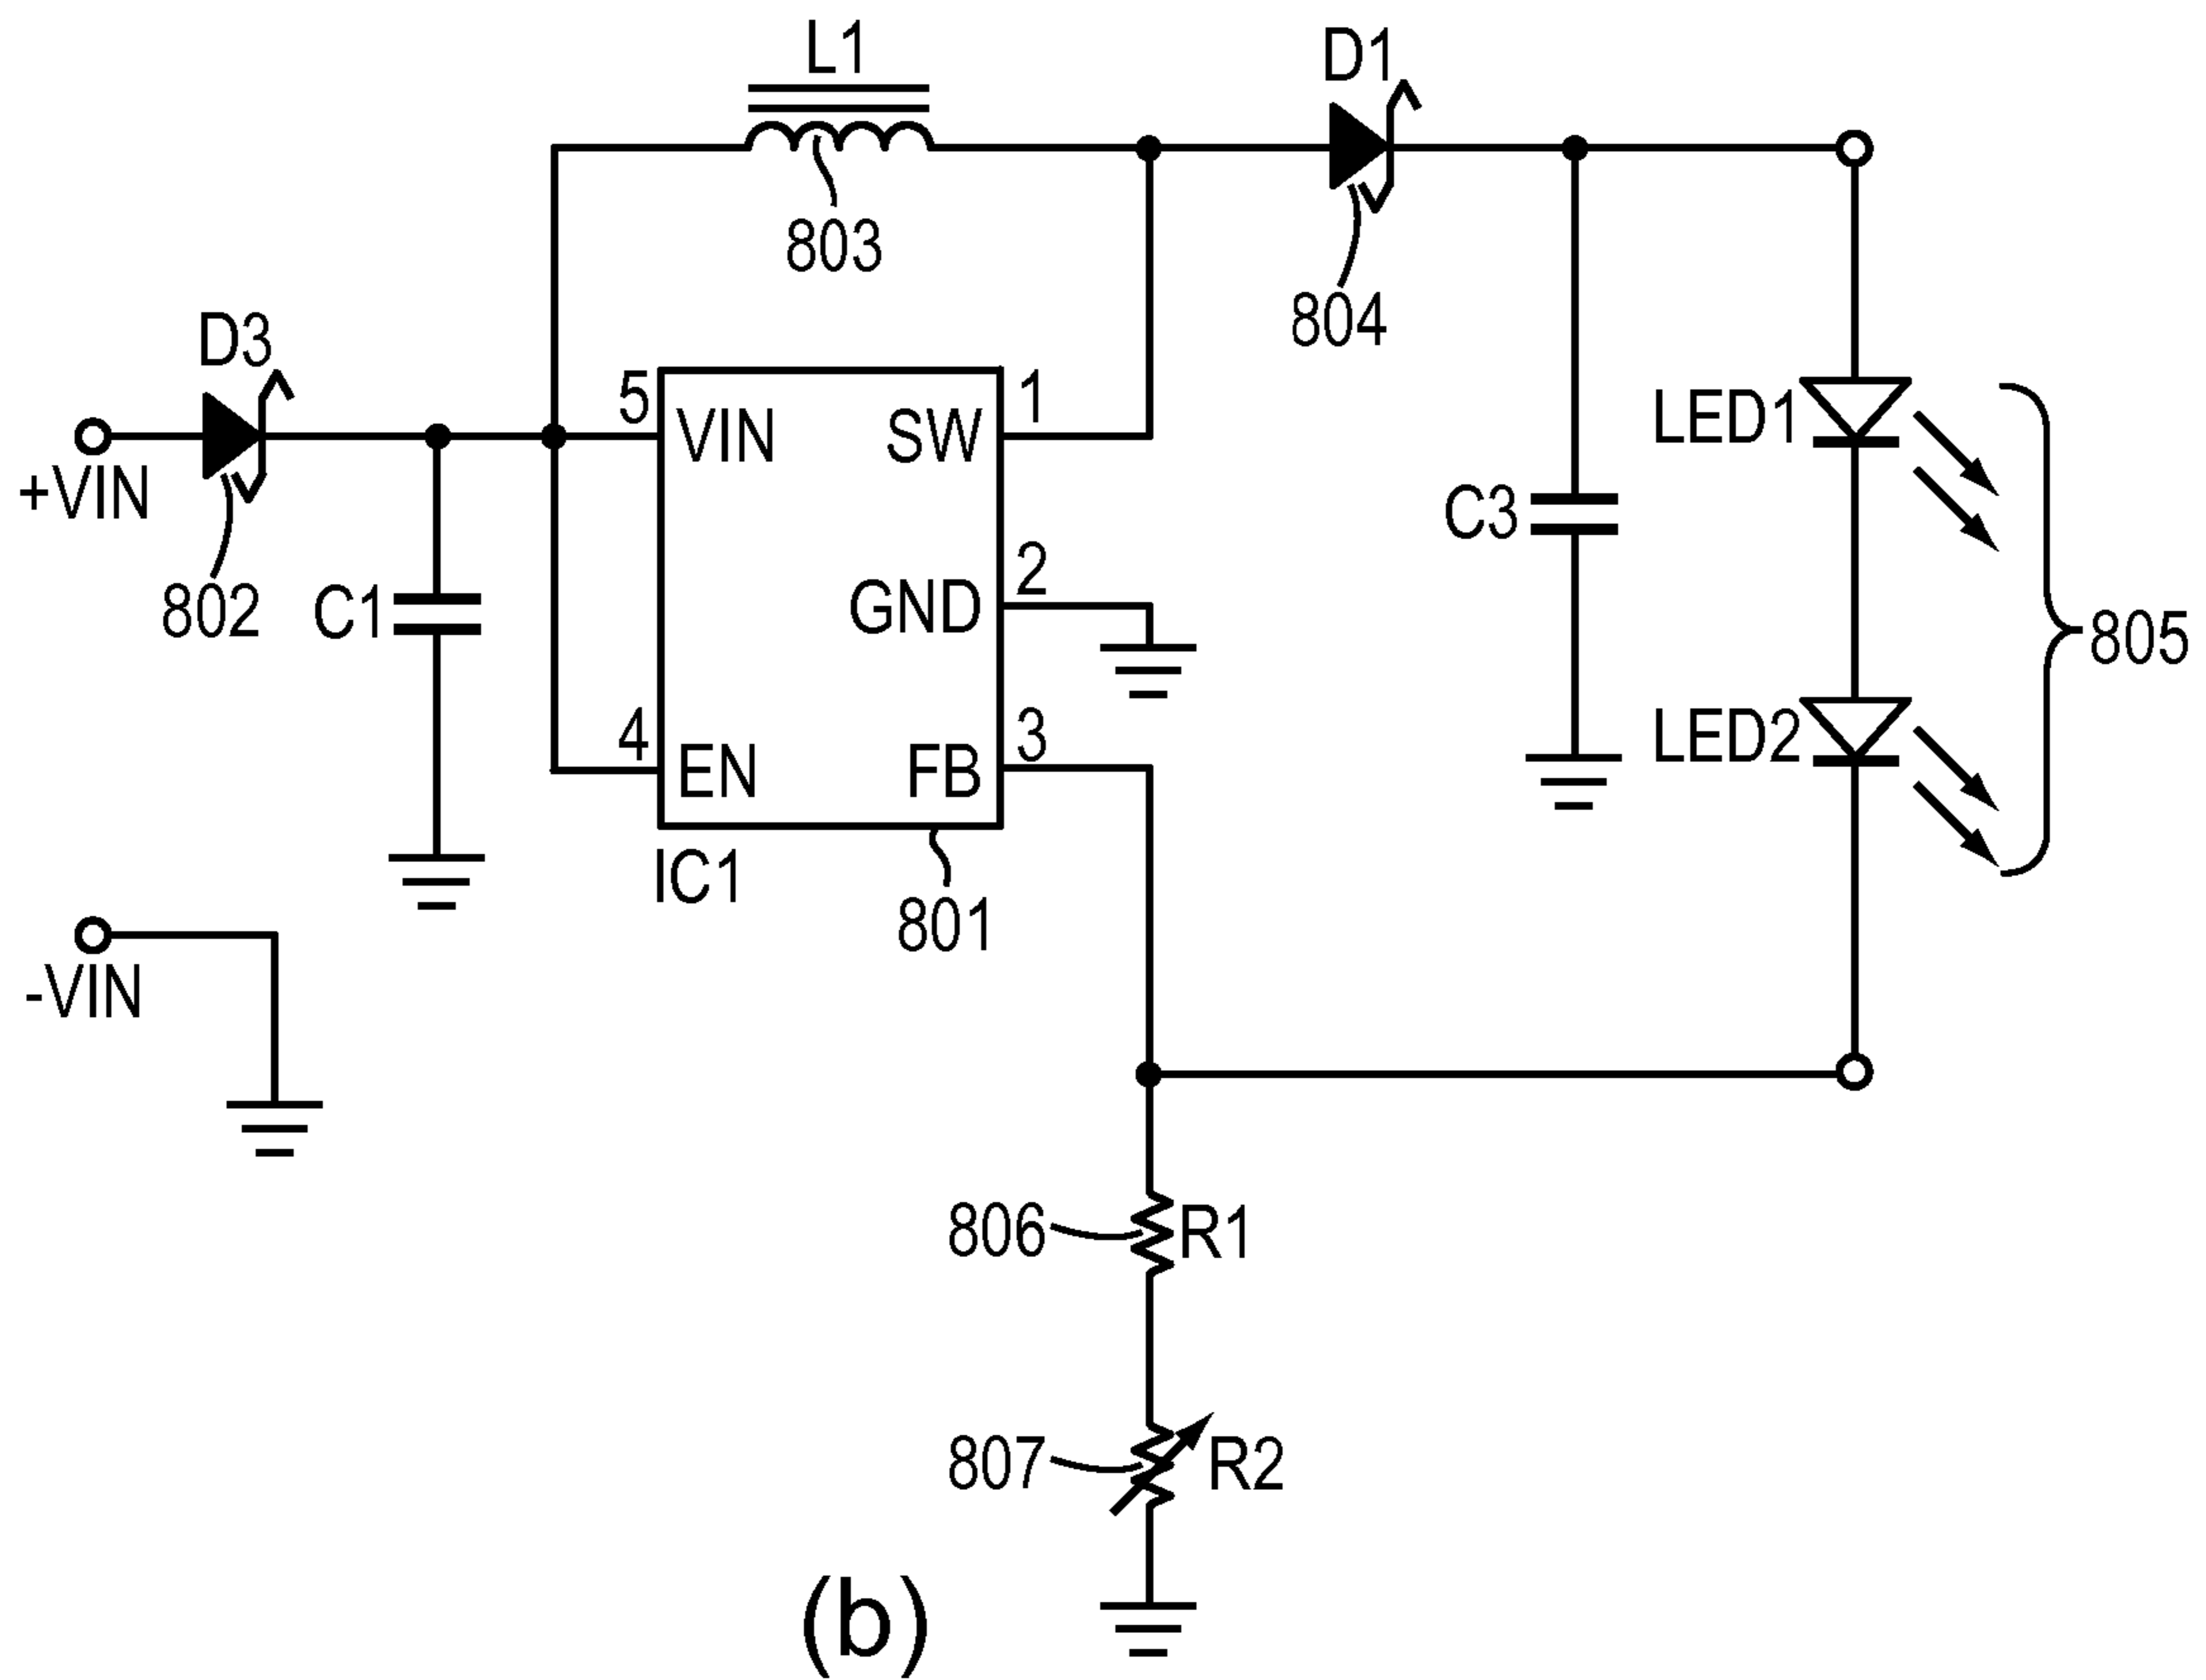 L1
D1
803
804
D3
5
VIN
SW
1
+VIN
LED1
802
C1
C3
GND
2
805
4
EN
FB
3
LED2
IC1
801
-VIN
806
R1
807
R2
(b)